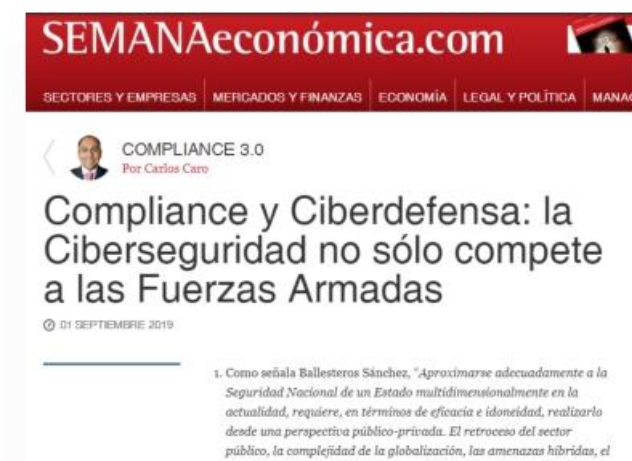 SEMANAeconómica.com
SECTORES Y EMPRESAS MERCADOS Y FINANZAS ECONOMÍA LEGAL Y POLÍTICA
COMPLIANCE 3.0
Por Carlos Caro
Compliance y Ciberdefensa: la
Ciberseguridad no sólo compete
a las Fuerzas Armadas
01 SEPTIEMBRE 2019
1. Como señala Ballesteros Sánchez, "Aproximarse adecuadamente a la
Seguridad Nacional de un Estado multidimensionalmente en la
actualidad, requiere, en términos de eficacia e idoneidad, realizarlo
desde una perspectiva público-privada. El retroceso del sector
público, la complejidad de la globalización, las amenazas híbridas, el